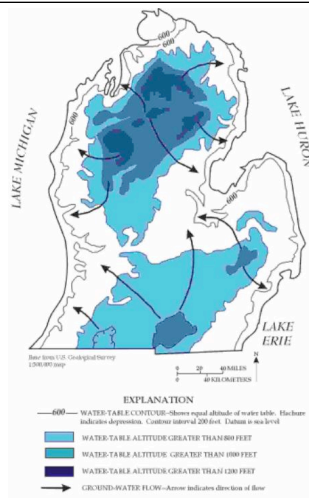 600
600
600
LAKE MICHIGAN
LAKE HURON
600
LAKE
ERIE
Base from U.S. Geological Survey
1:500,000 map
0 20 40 MILES
0 40 KILOMETERS
N
EXPLANATION
—600— WATER-TABLE CONTOUR—Shows equal altitude of water table. Hachure
indicates depression. Contour interval 200 feet. Datum is sea level
WATER-TABLE ALTITUDE GREATER THAN 800 FEET
WATER-TABLE ALTITUDE GREATER THAN 1000 FEET
WATER-TABLE ALTITUDE GREATER THAN 1200 FEET
GROUND-WATER FLOW—Arrow indicates direction of flow